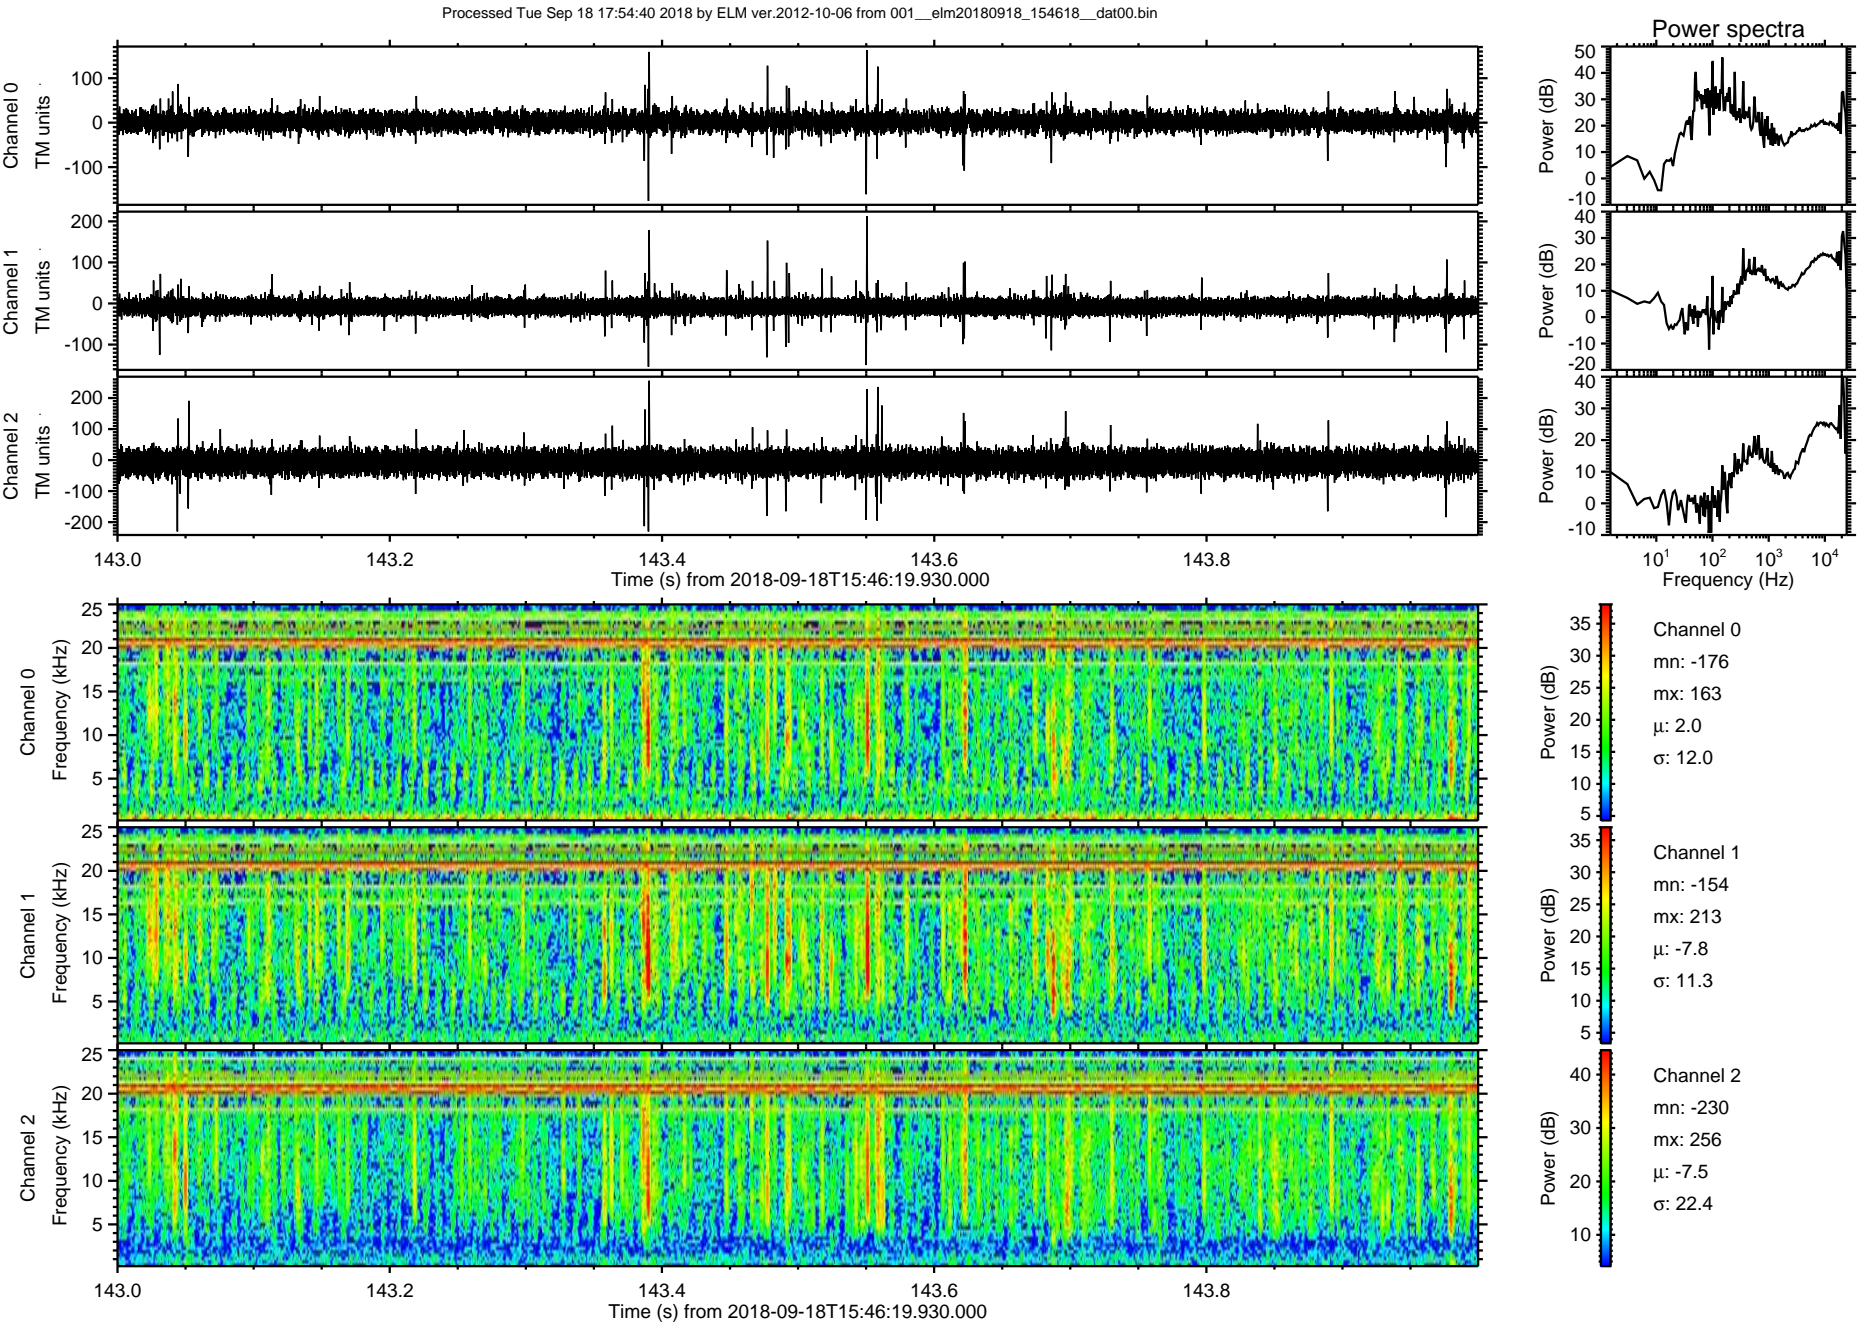 Processed Tue Sep 18 17:54:40 2018 by ELM ver.2012-10-06 from 001__elm20180918_154618__dat00.bin
Power spectra
Channel 0
TM units
100
0
-100
Power (dB)
50
40
30
20
10
0
-10
Channel 1
TM units
200
100
0
-100
Power (dB)
40
30
20
10
0
-10
-20
Channel 2
TM units
200
100
0
-100
-200
Power (dB)
40
30
20
10
0
-10
143.0 143.2 143.4 143.6 143.8
Time (s) from 2018-09-18T15:46:19.930.000
10^1 10^2 10^3 10^4
Frequency (Hz)
Channel 0
Frequency (kHz)
25
20
15
10
5
Power (dB)
35
30
25
20
15
10
5
Channel 0
mn: -176
mx: 163
μ: 2.0
σ: 12.0
Channel 1
Frequency (kHz)
25
20
15
10
5
Power (dB)
35
30
25
20
15
10
5
Channel 1
mn: -154
mx: 213
μ: -7.8
σ: 11.3
Channel 2
Frequency (kHz)
25
20
15
10
5
Power (dB)
40
30
20
10
Channel 2
mn: -230
mx: 256
μ: -7.5
σ: 22.4
143.0 143.2 143.4 143.6 143.8
Time (s) from 2018-09-18T15:46:19.930.000